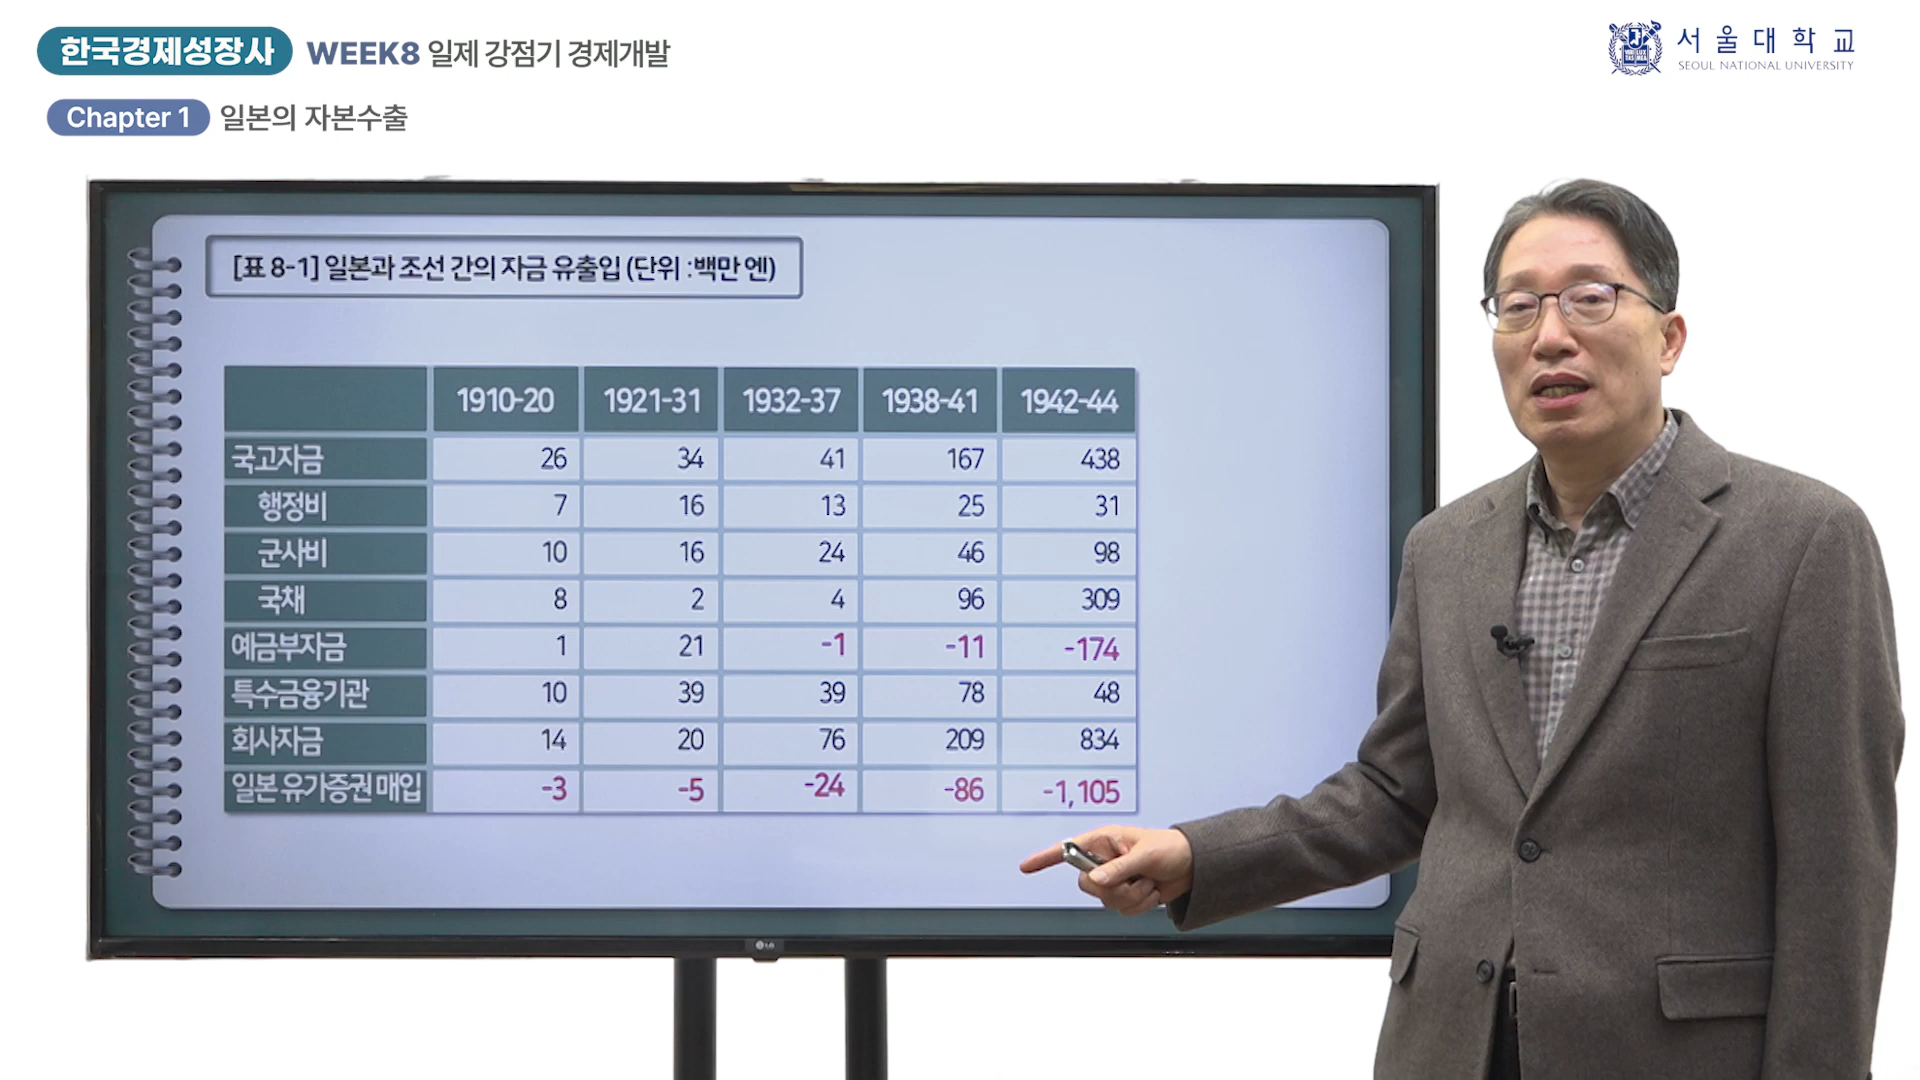 한국경제성장사 WEEK8 일제 강점기 경제개발
서울대학교
SEOUL NATIONAL UNIVERSITY
Chapter 1 일본의 자본수출
[표 8-1] 일본과 조선 간의 자금 유출입 (단위 :백만 엔)
1910-20 1921-31 1932-37 1938-41 1942-44
국고자금 26 34 41 167 438
행정비 7 16 13 25 31
군사비 10 16 24 46 98
국채 8 2 4 96 309
예금부자금 1 21 -1 -11 -174
특수금융기관 10 39 39 78 48
회사자금 14 20 76 209 834
일본 유가증권 매입 -3 -5 -24 -86 -1,105
LG